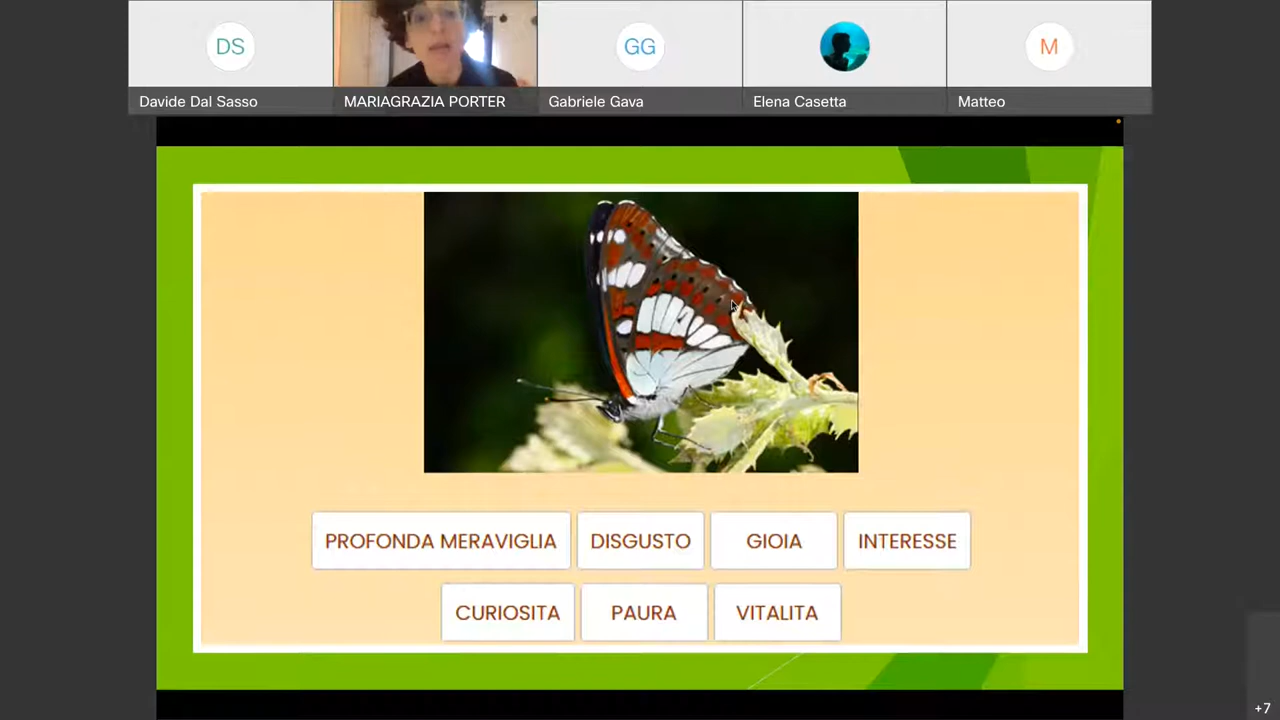 DS
GG
M
Davide Dal Sasso
MARIAGRAZIA PORTER
Gabriele Gava
Elena Casetta
Matteo
PROFONDA MERAVIGLIA
DISGUSTO
GIOIA
INTERESSE
CURIOSITA
PAURA
VITALITA
+7